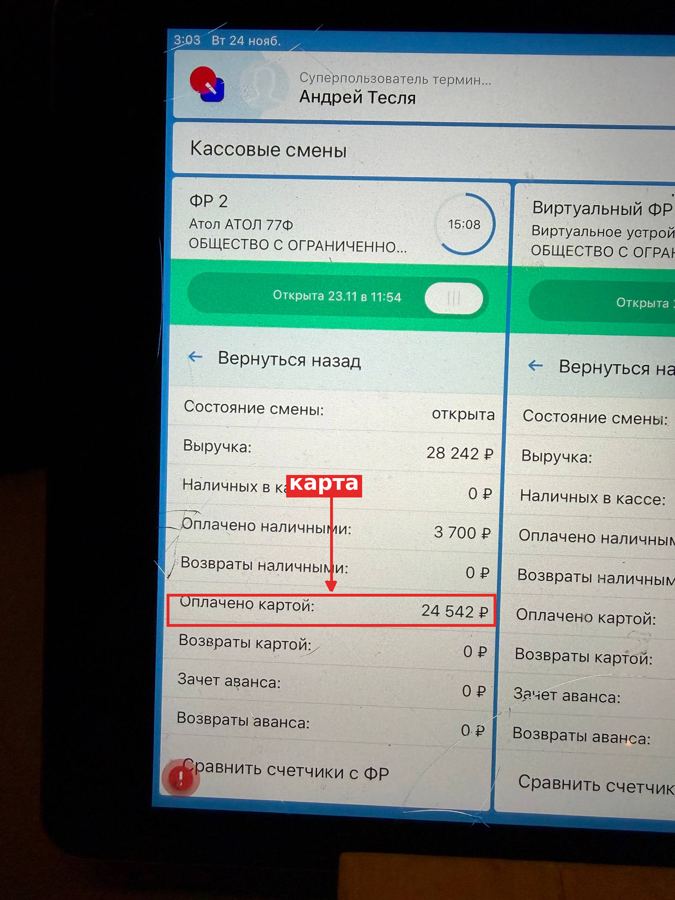 3:03 Вт 24 нояб.
Суперпользователь термин...
Андрей Тесля
Кассовые смены
ФР 2
Атол АТОЛ 77Ф
ОБЩЕСТВО С ОГРАНИЧЕННО...
15:08
Открыта 23.11 в 11:54
Вернуться назад
Состояние смены: открыта
Выручка: 28 242 ₽
Наличных в 0 ₽
карта
Оплачено наличными: 3 700 ₽
Возвраты наличными: 0 ₽
Оплачено картой: 24 542 ₽
Возвраты картой: 0 ₽
Зачет аванса: 0 ₽
Возвраты аванса: 0 ₽
Сравнить счетчики с ФР
Виртуальный ФР
Виртуальное устрой
ОБЩЕСТВО С ОГРА
Открыта
Вернуться на
Состояние смены:
Выручка:
Наличных в кассе:
Оплачено наличным
Возвраты наличным
Оплачено картой:
Возвраты картой:
Зачет аванса:
Возвраты аванса:
Сравнить счетчик